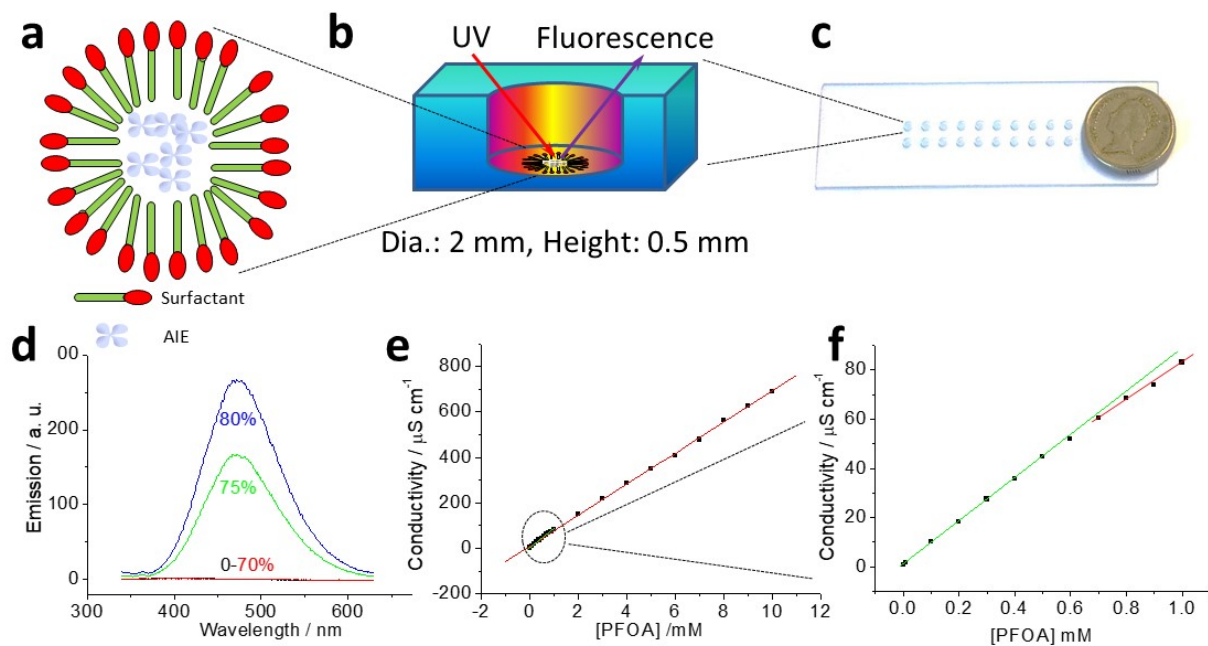 a
b
c
UV
Fluorescence
Dia.: 2 mm, Height: 0.5 mm
Surfactant
AIE
d
00
200
100
0
80%
75%
0-70%
300 400 500 600
Emission / a. u.
Wavelength / nm
e
800
600
400
200
0
-200
-2 0 2 4 6 8 10 12
Conductivity / μS cm⁻¹
[PFOA] /mM
f
80
60
40
20
0
0.0 0.2 0.4 0.6 0.8 1.0
Conductivity / μS cm⁻¹
[PFOA] mM